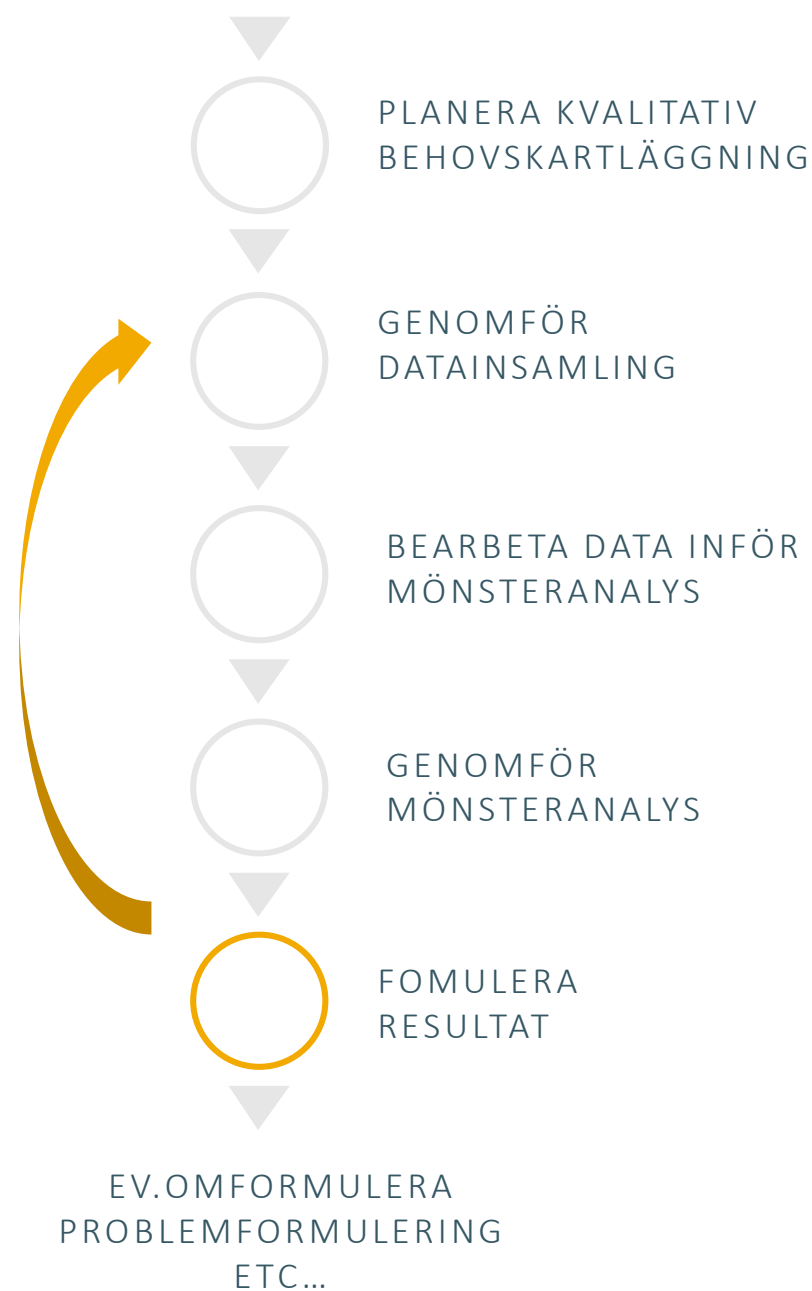 PLANERA KVALITATIV
BEHOVSKARTLÄGGNING
GENOMFÖR
DATAINSAMLING
BEARBETA DATA INFÖR
MÖNSTERANALYS
GENOMFÖR
MÖNSTERANALYS
FOMULERA
RESULTAT
EV.OMFORMULERA
PROBLEMFORMULERING
ETC…